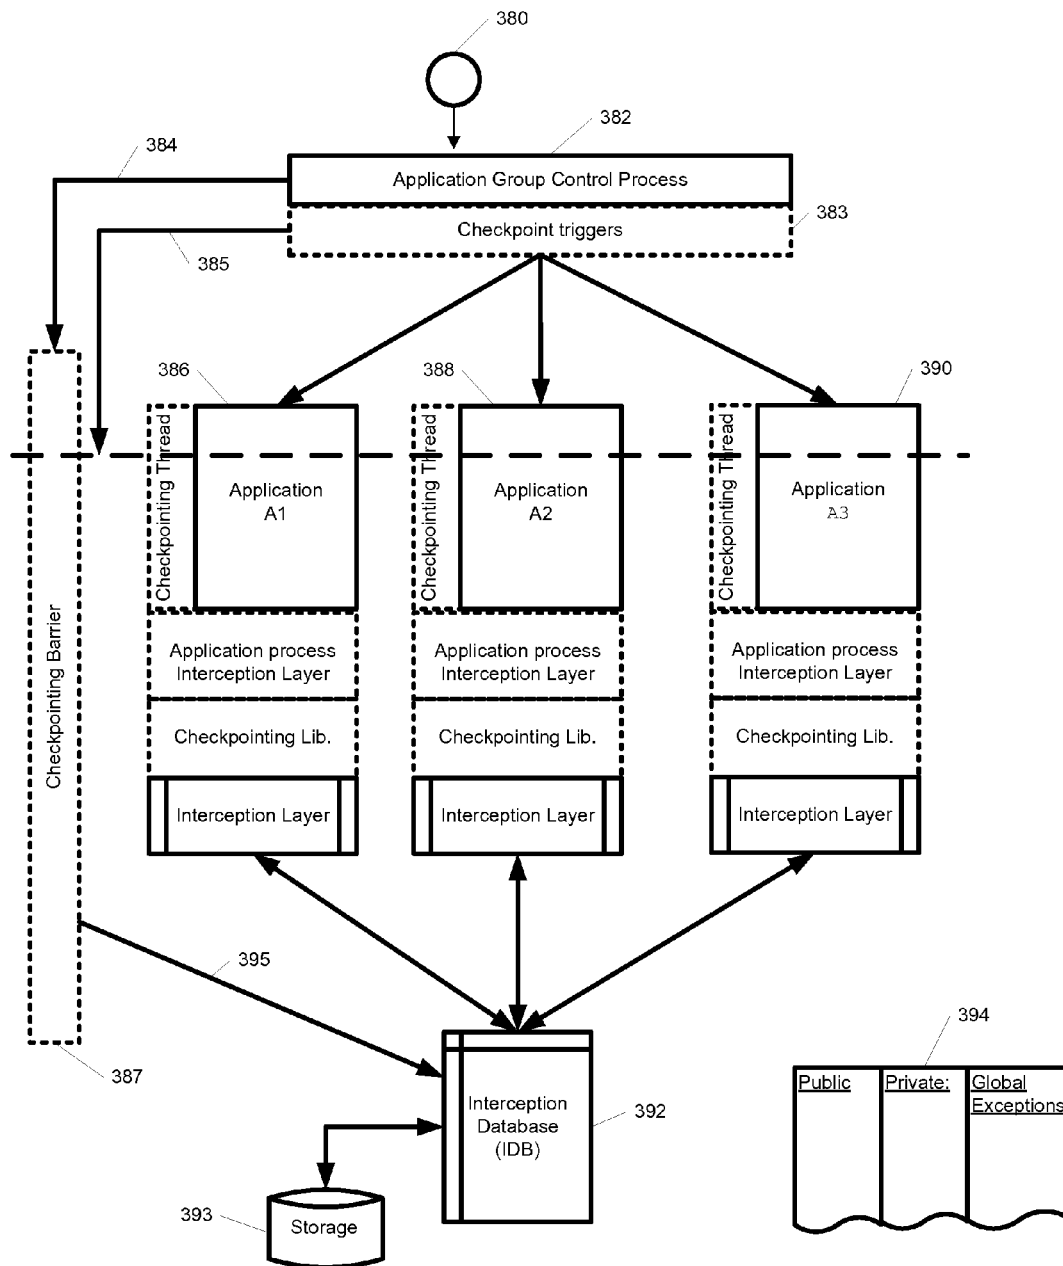 380
382
384
Application Group Control Process
383
Checkpoint triggers
385
386
388
390
Checkpointing Thread
Application
A1
Checkpointing Thread
Application
A2
Checkpointing Thread
Application
A3
Checkpointing Barrier
Application process
Interception Layer
Application process
Interception Layer
Application process
Interception Layer
Checkpointing Lib.
Checkpointing Lib.
Checkpointing Lib.
Interception Layer
Interception Layer
Interception Layer
395
394
387
Public
Private:
Global
Exceptions
Interception
Database
(IDB)
392
393
Storage